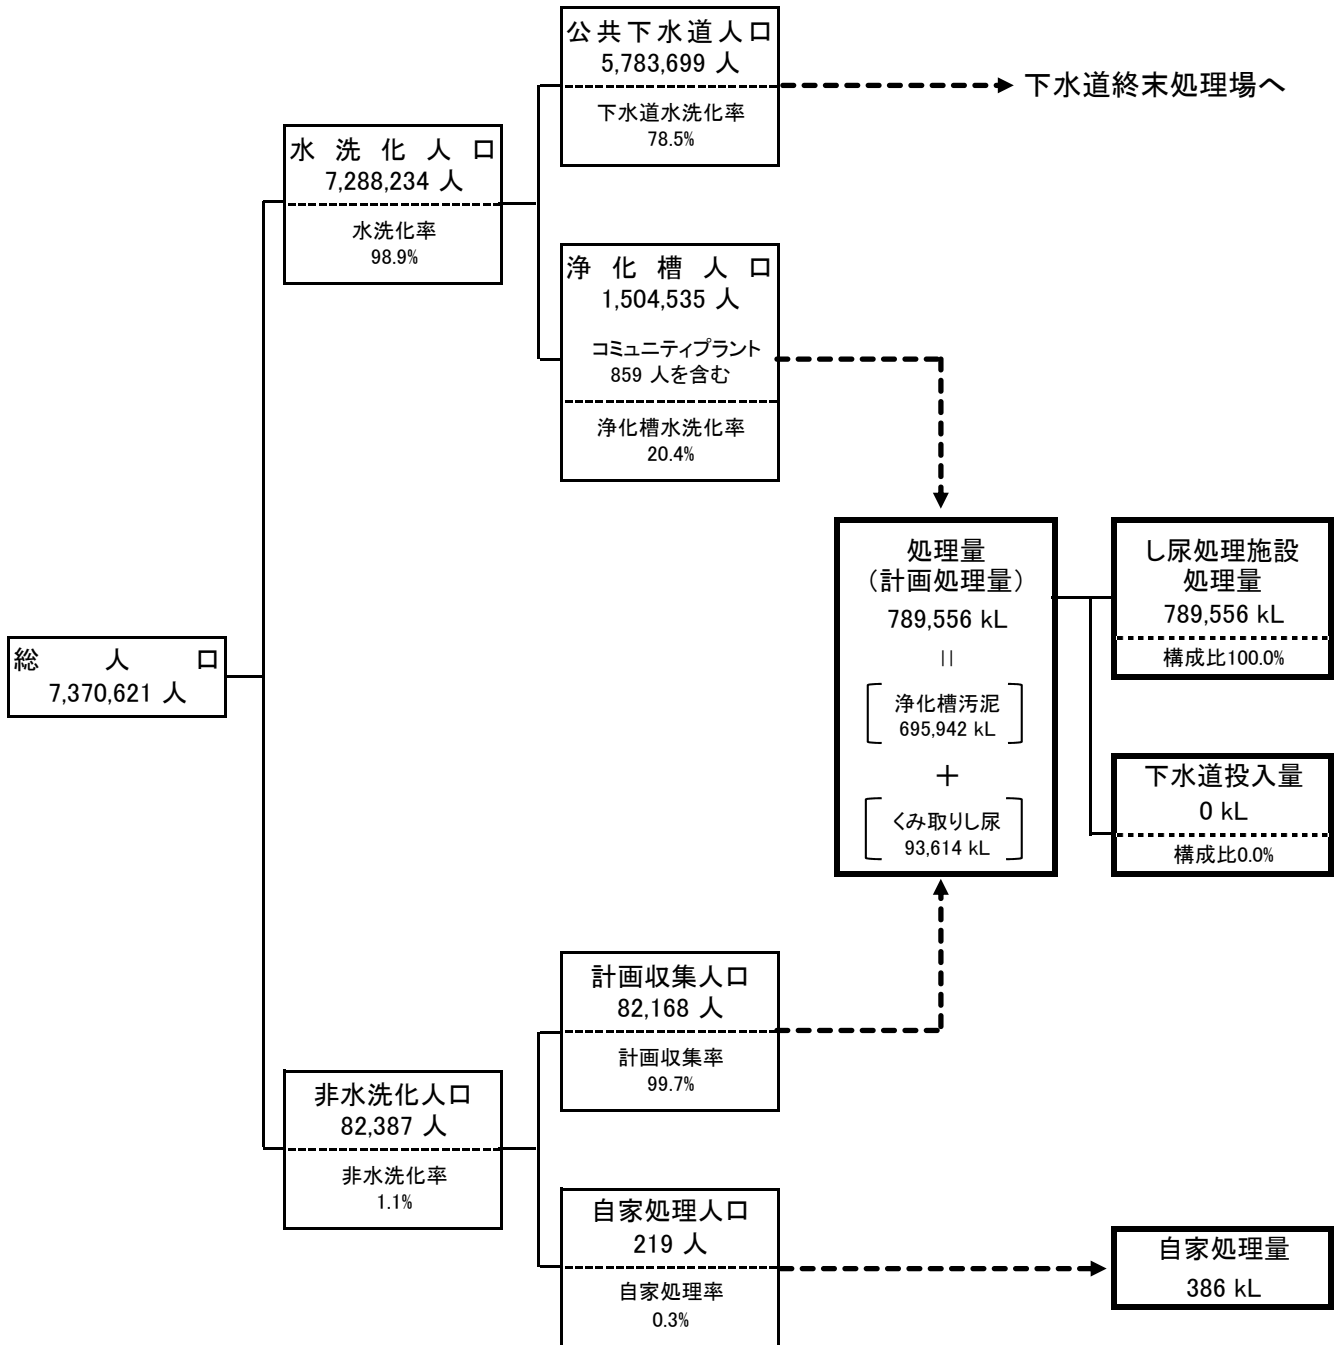 公共下水道人口
5,783,699 人
下水道水洗化率
78.5%
下水道終末処理場へ
水洗化人口
7,288,234 人
水洗化率
98.9%
浄化槽人口
1,504,535 人
コミュニティプラント
859 人を含む
浄化槽水洗化率
20.4%
総人口
7,370,621 人
処理量
(計画処理量)
789,556 kL
||
浄化槽汚泥
695,942 kL
＋
くみ取りし尿
93,614 kL
し尿処理施設
処理量
789,556 kL
構成比100.0%
下水道投入量
0 kL
構成比0.0%
計画収集人口
82,168 人
計画収集率
99.7%
非水洗化人口
82,387 人
非水洗化率
1.1%
自家処理人口
219 人
自家処理率
0.3%
自家処理量
386 kL